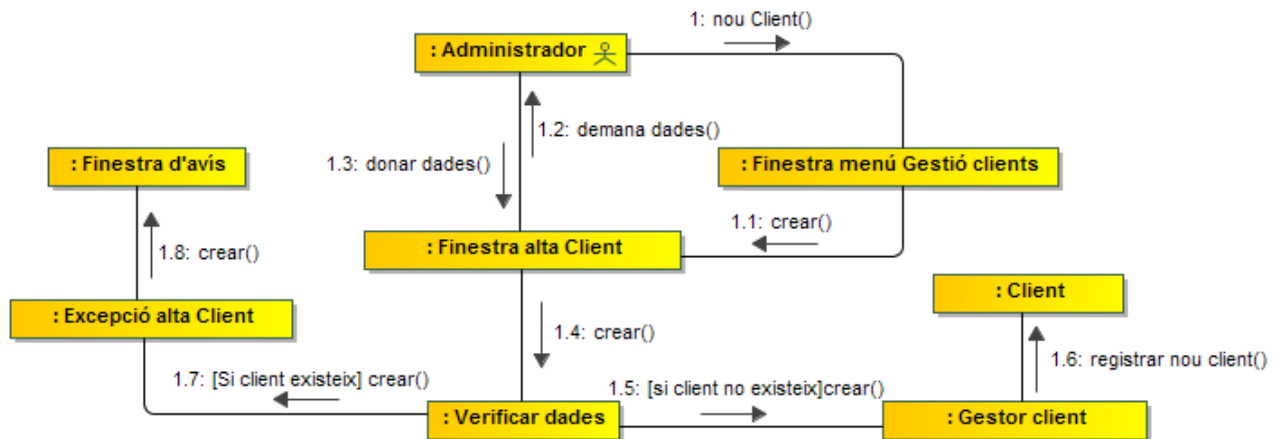 1: nou Client()
: Administrador
1.2: demana dades()
1.3: donar dades()
: Finestra d'avís
: Finestra menú Gestió clients
1.1: crear()
: Finestra alta Client
1.8: crear()
: Client
: Excepció alta Client
1.4: crear()
1.6: registrar nou client()
1.7: [Si client existeix] crear()
1.5: [si client no existeix]crear()
: Verificar dades
: Gestor client